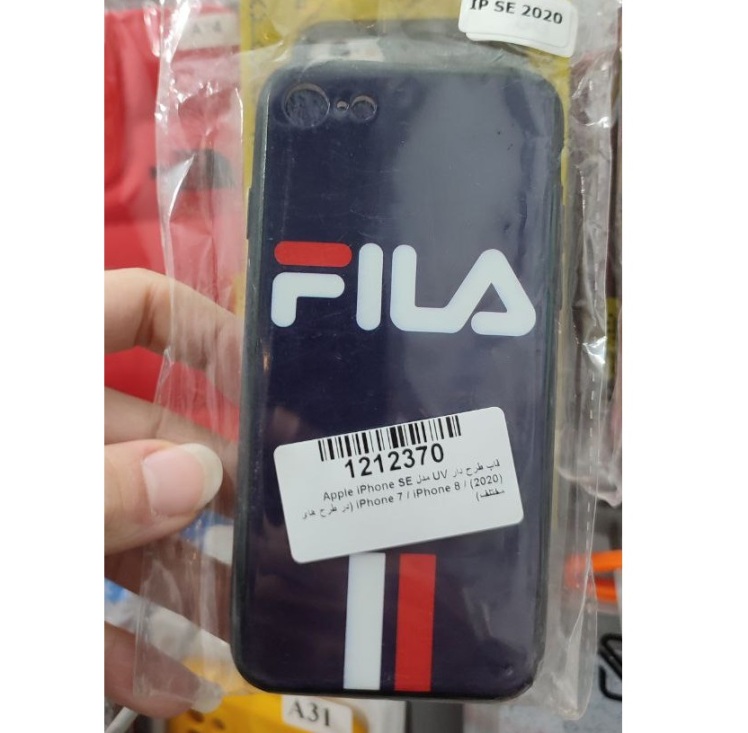 IP SE 2020
FILA
1212370
قاب طرح دار UV مدل Apple iPhone SE
(2020) / iPhone 7 / iPhone 8 (در طرح های
مختلف)
A31